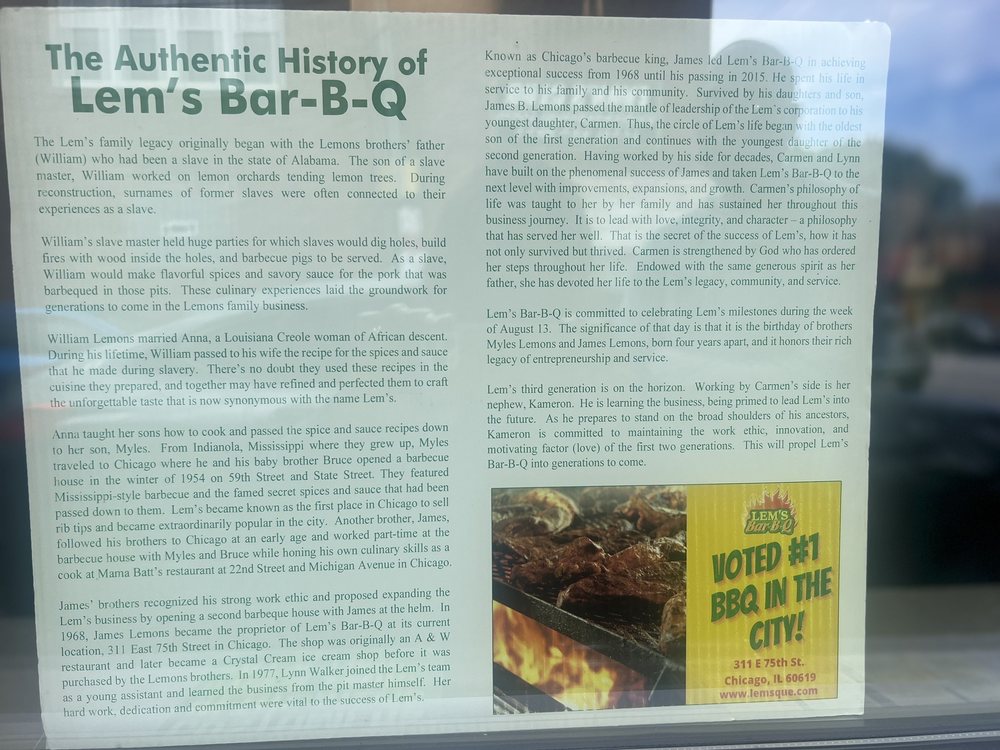 The Authentic History of
Lem's Bar-B-Q
The Lem's family legacy originally began with the Lemons brothers' father
(William) who had been a slave in the state of Alabama. The son of a slave
master, William worked on lemon orchards tending lemon trees. During
reconstruction, surnames of former slaves were often connected to their
experiences as a slave.
William's slave master held huge parties for which slaves would dig holes, build
fires with wood inside the holes, and barbecue pigs to be served. As a slave,
William would make flavorful spices and savory sauce for the pork that was
barbequed in those pits. These culinary experiences laid the groundwork for
generations to come in the Lemons family business.
William Lemons married Anna, a Louisiana Creole woman of African descent.
During his lifetime, William passed to his wife the recipe for the spices and sauce
that he made during slavery. There's no doubt they used these recipes in the
cuisine they prepared, and together may have refined and perfected them to craft
the unforgettable taste that is now synonymous with the name Lem's.
Anna taught her sons how to cook and passed the spice and sauce recipes down
to her son, Myles. From Indianola, Mississippi where they grew up, Myles
traveled to Chicago where he and his baby brother Bruce opened a barbecue
house in the winter of 1954 on 59th Street and State Street. They featured
Mississippi-style barbecue and the famed secret spices and sauce that had been
passed down to them. Lem's became known as the first place in Chicago to sell
rib tips and became extraordinarily popular in the city. Another brother, James,
followed his brothers to Chicago at an early age and worked part-time at the
barbecue house with Myles and Bruce while honing his own culinary skills as a
cook at Mama Batt's restaurant at 22nd Street and Michigan Avenue in Chicago.
James' brothers recognized his strong work ethic and proposed expanding the
Lem's business by opening a second barbeque house with James at the helm. In
1968, James Lemons became the proprietor of Lem's Bar-B-Q at its current
location, 311 East 75th Street in Chicago. The shop was originally an A & W
restaurant and later became a Crystal Cream ice cream shop before it was
purchased by the Lemons brothers. In 1977, Lynn Walker joined the Lem's team
as a young assistant and learned the business from the pit master himself. Her
hard work, dedication and commitment were vital to the success of Lem's.
Known as Chicago's barbecue king, James led Lem's Bar-B-Q in achieving
exceptional success from 1968 until his passing in 2015. He spent his life in
service to his family and his community. Survived by his daughters and son,
James B. Lemons passed the mantle of leadership of the Lem's corporation to his
youngest daughter, Carmen. Thus, the circle of Lem's life began with the oldest
son of the first generation and continues with the youngest daughter of the
second generation. Having worked by his side for decades, Carmen and Lynn
have built on the phenomenal success of James and taken Lem's Bar-B-Q to the
next level with improvements, expansions, and growth. Carmen's philosophy of
life was taught to her by her family and has sustained her throughout this
business journey. It is to lead with love, integrity, and character – a philosophy
that has served her well. That is the secret of the success of Lem's, how it has
not only survived but thrived. Carmen is strengthened by God who has ordered
her steps throughout her life. Endowed with the same generous spirit as her
father, she has devoted her life to the Lem's legacy, community, and service.
Lem's Bar-B-Q is committed to celebrating Lem's milestones during the week
of August 13. The significance of that day is that it is the birthday of brothers
Myles Lemons and James Lemons, born four years apart, and it honors their rich
legacy of entrepreneurship and service.
Lem's third generation is on the horizon. Working by Carmen's side is her
nephew, Kameron. He is learning the business, being primed to lead Lem's into
the future. As he prepares to stand on the broad shoulders of his ancestors,
Kameron is committed to maintaining the work ethic, innovation, and
motivating factor (love) of the first two generations. This will propel Lem's
Bar-B-Q into generations to come.
LEM'S
Bar-B-Q
VOTED #1
BBQ IN THE
CITY!
311 E 75th St.
Chicago, IL 60619
www.lemsque.com